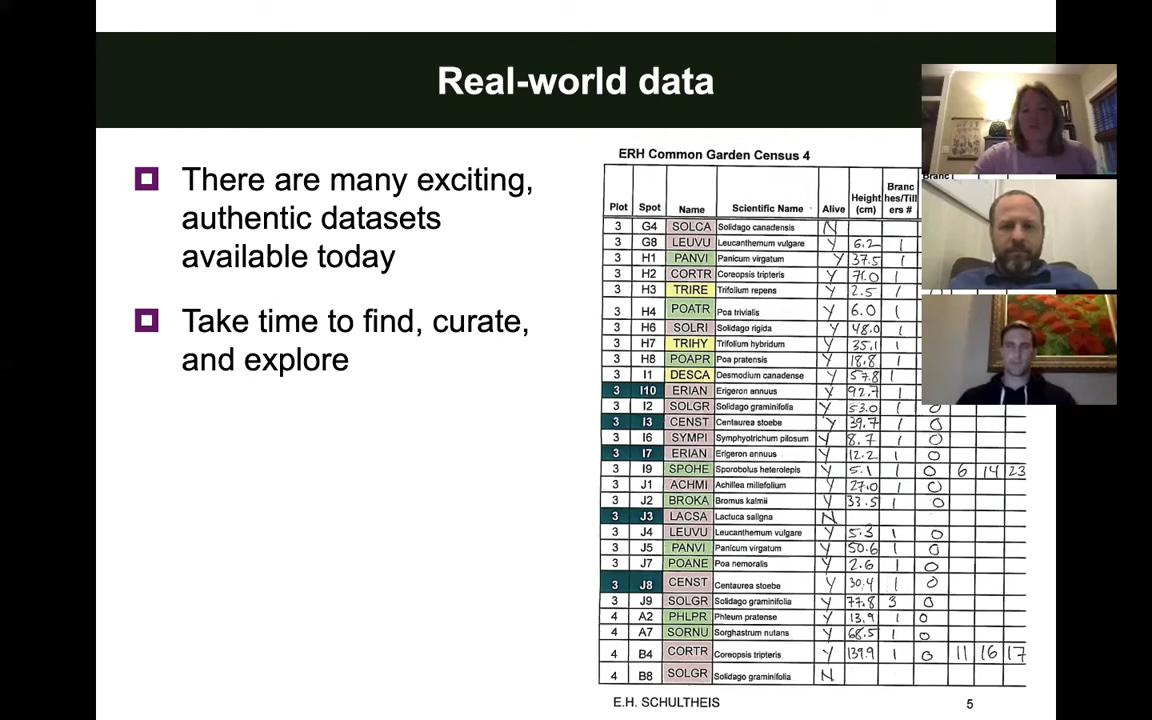 Real-world data
There are many exciting,
authentic datasets
available today
Take time to find, curate,
and explore
ERH Common Garden Census 4
Plot Spot Name Scientific Name Alive Height (cm) Branc hes/Till ers #
3 G4 SOLCA Solidago canadensis N
3 G8 LEUVU Leucanthemum vulgare Y 6.2 1
3 H1 PANVI Panicum virgatum Y 37.5 1
3 H2 CORTR Coreopsis tripteris Y 71.0 1
3 H3 TRIRE Trifolium repens Y 2.5 1
3 H4 POATR Poa trivialis Y 6.0 1
3 H6 SOLRI Solidago rigida Y 48.0 1
3 H7 TRIHY Trifolium hybridum Y 35.1 1
3 H8 POAPR Poa pratensis Y 18.8 1
3 I1 DESCA Desmodium canadense Y 57.8 1
3 I10 ERIAN Erigeron annuus Y 92.7 1
3 I2 SOLGR Solidago graminifolia Y 53.0 1 0
3 I3 CENST Centaurea stoebe Y 39.7 1 0
3 I6 SYMPI Symphyotrichum pilosum Y 8.7 1 0
3 I7 ERIAN Erigeron annuus Y 12.2 1 0
3 I9 SPOHE Sporobolus heterolepis Y 5.1 1 0 6 14 23
3 J1 ACHMI Achillea millefolium Y 27.0 1 0
3 J2 BROKA Bromus kalmii Y 33.5 1 0
3 J3 LACSA Lactuca saligna N
3 J4 LEUVU Leucanthemum vulgare Y 5.3 1 0
3 J5 PANVI Panicum virgatum Y 50.6 1 0
3 J7 POANE Poa nemoralis Y 2.6 1 0
3 J8 CENST Centaurea stoebe Y 30.4 1 0
3 J9 SOLGR Solidago graminifolia Y 77.8 3 0
4 A2 PHLPR Phleum pratense Y 13.9 1 0
4 A7 SORNU Sorghastrum nutans Y 68.5 1 0
4 B4 CORTR Coreopsis tripteris Y 139.9 1 0 11 16 17
4 B8 SOLGR Solidago graminifolia N
E.H. SCHULTHEIS
5